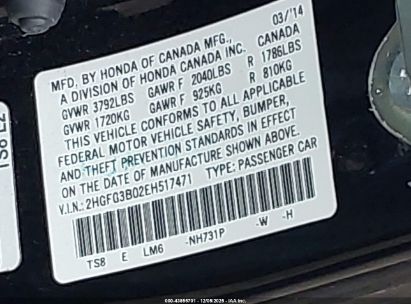 MFD. BY HONDA OF CANADA MFG., 03/14
A DIVISION OF HONDA CANADA INC. CANADA
GVWR 3792LBS GAWR F 2040LBS R 1786LBS
GVWR 1720KG GAWR F 925KG R 810KG
THIS VEHICLE CONFORMS TO ALL APPLICABLE
FEDERAL MOTOR VEHICLE SAFETY, BUMPER,
AND THEFT PREVENTION STANDARDS IN EFFECT
ON THE DATE OF MANUFACTURE SHOWN ABOVE.
V.I.N.: 2HGFG3B02EH517471 TYPE: PASSENGER CAR
TS8 E LM6 -NH731P -W -H